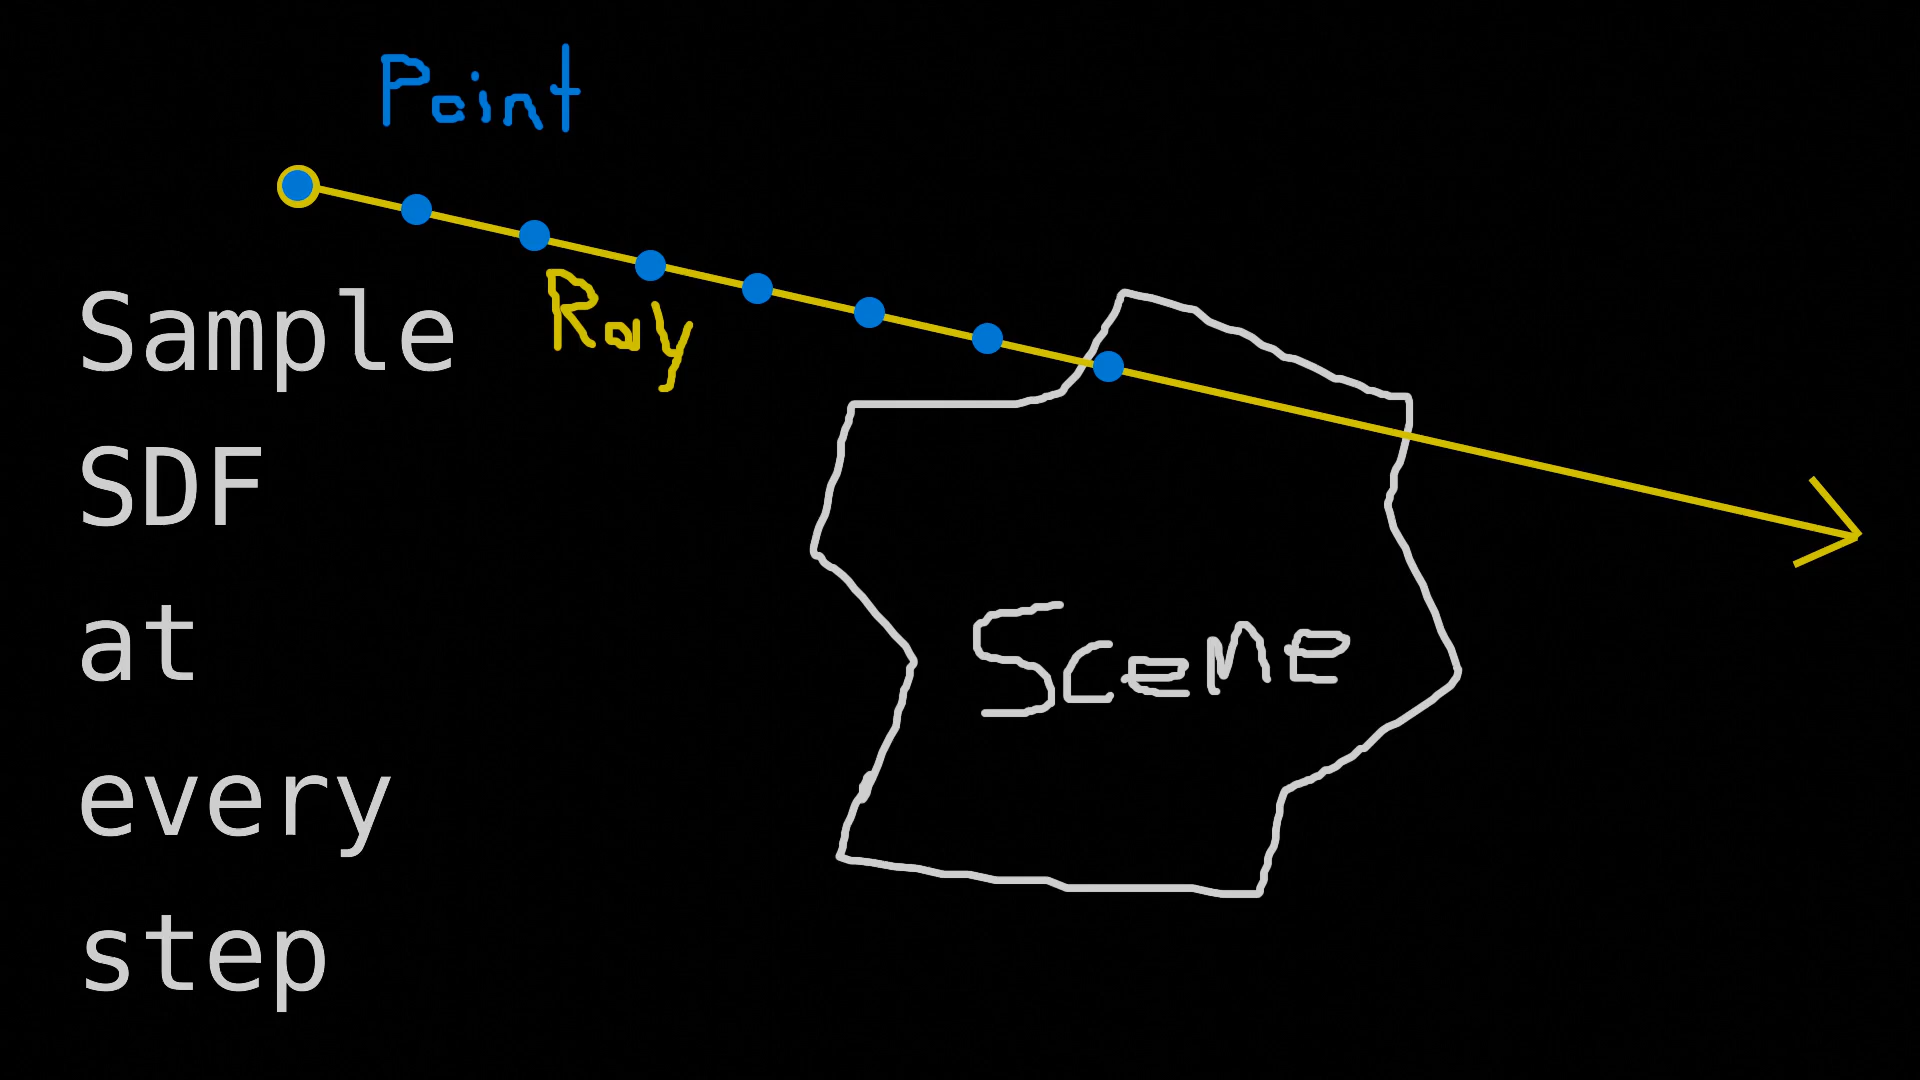 Point
Ray
Sample
SDF
at
every
step
Scene